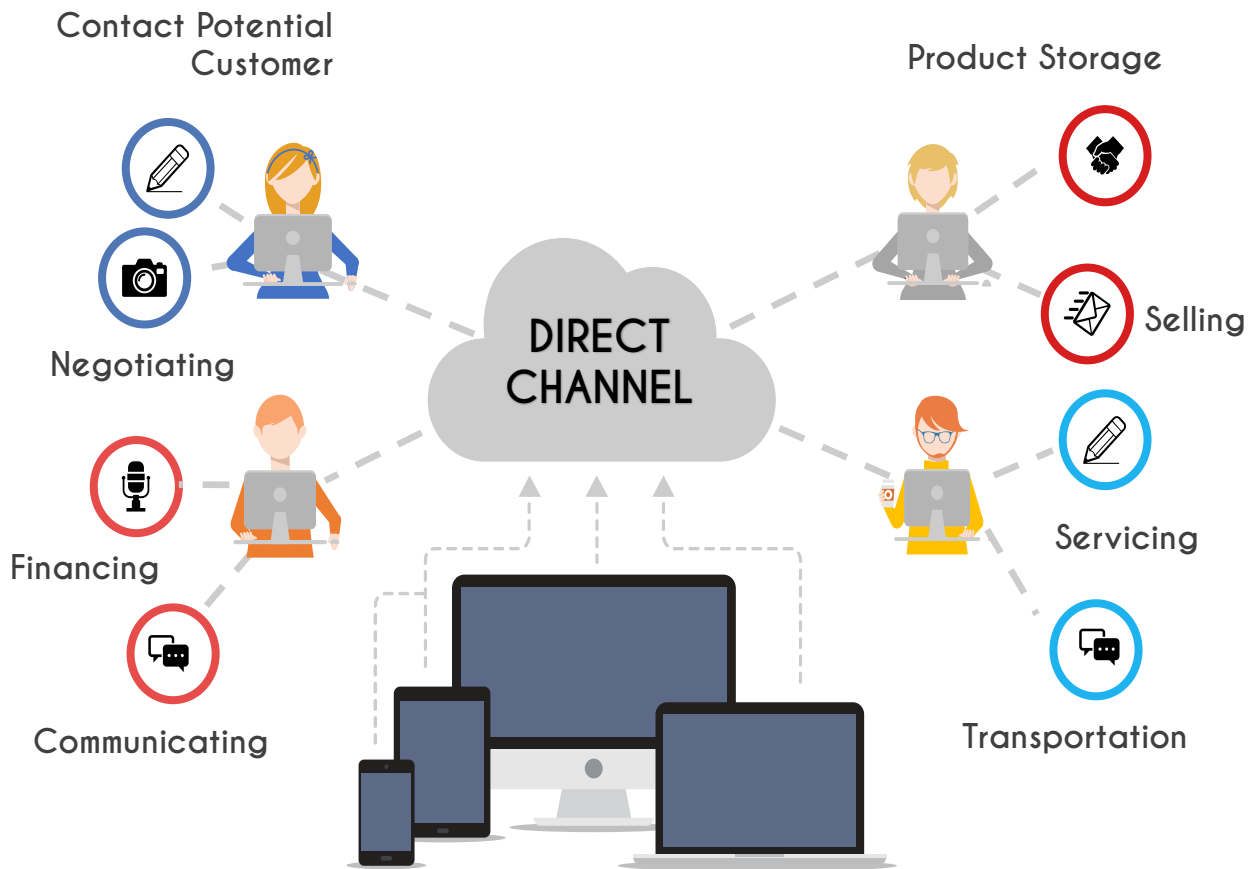 Contact Potential
Customer
Product Storage
Negotiating
Selling
DIRECT
CHANNEL
Financing
Servicing
Communicating
Transportation